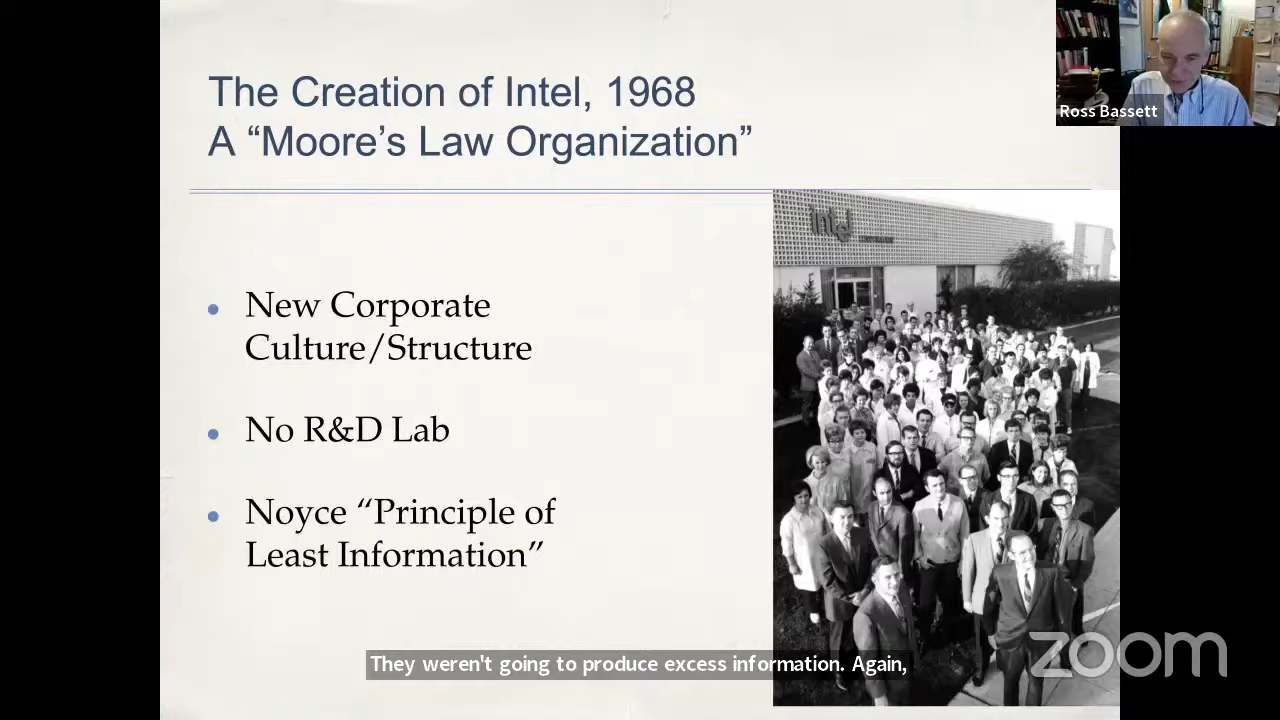 The Creation of Intel, 1968
A “Moore’s Law Organization”
Ross Bassett
intel
New Corporate
Culture/Structure
No R&D Lab
Noyce “Principle of
Least Information”
They weren't going to produce excess information. Again,
zoom